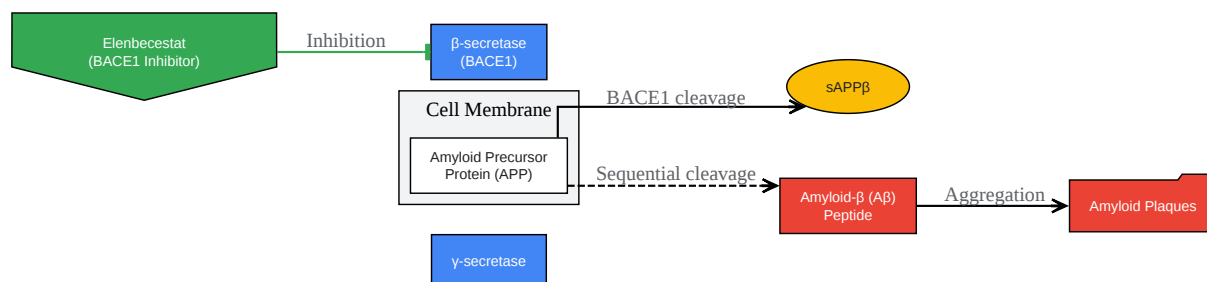 Elenbecestat
(BACE1 Inhibitor)
Inhibition
β-secretase
(BACE1)
Cell Membrane
Amyloid Precursor
Protein (APP)
BACE1 cleavage
sAPPβ
Sequential cleavage
Amyloid-β (Aβ)
Peptide
Aggregation
Amyloid Plaques
γ-secretase